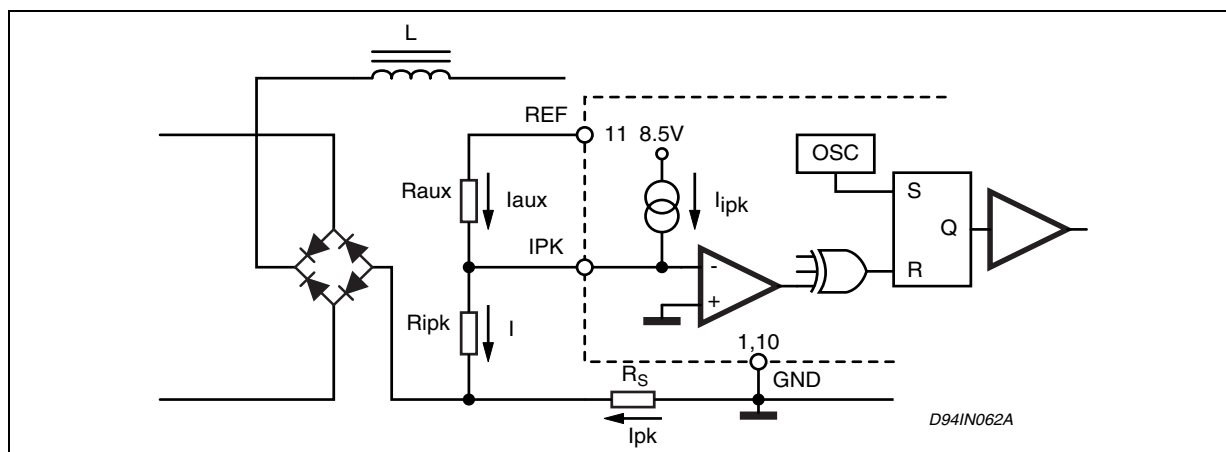 L
REF
11 8.5V
OSC
Raux
Iaux
Iipk
S
Q
IPK
-
+
R
Ripk
I
1,10
RS
GND
Ipk
D94IN062A